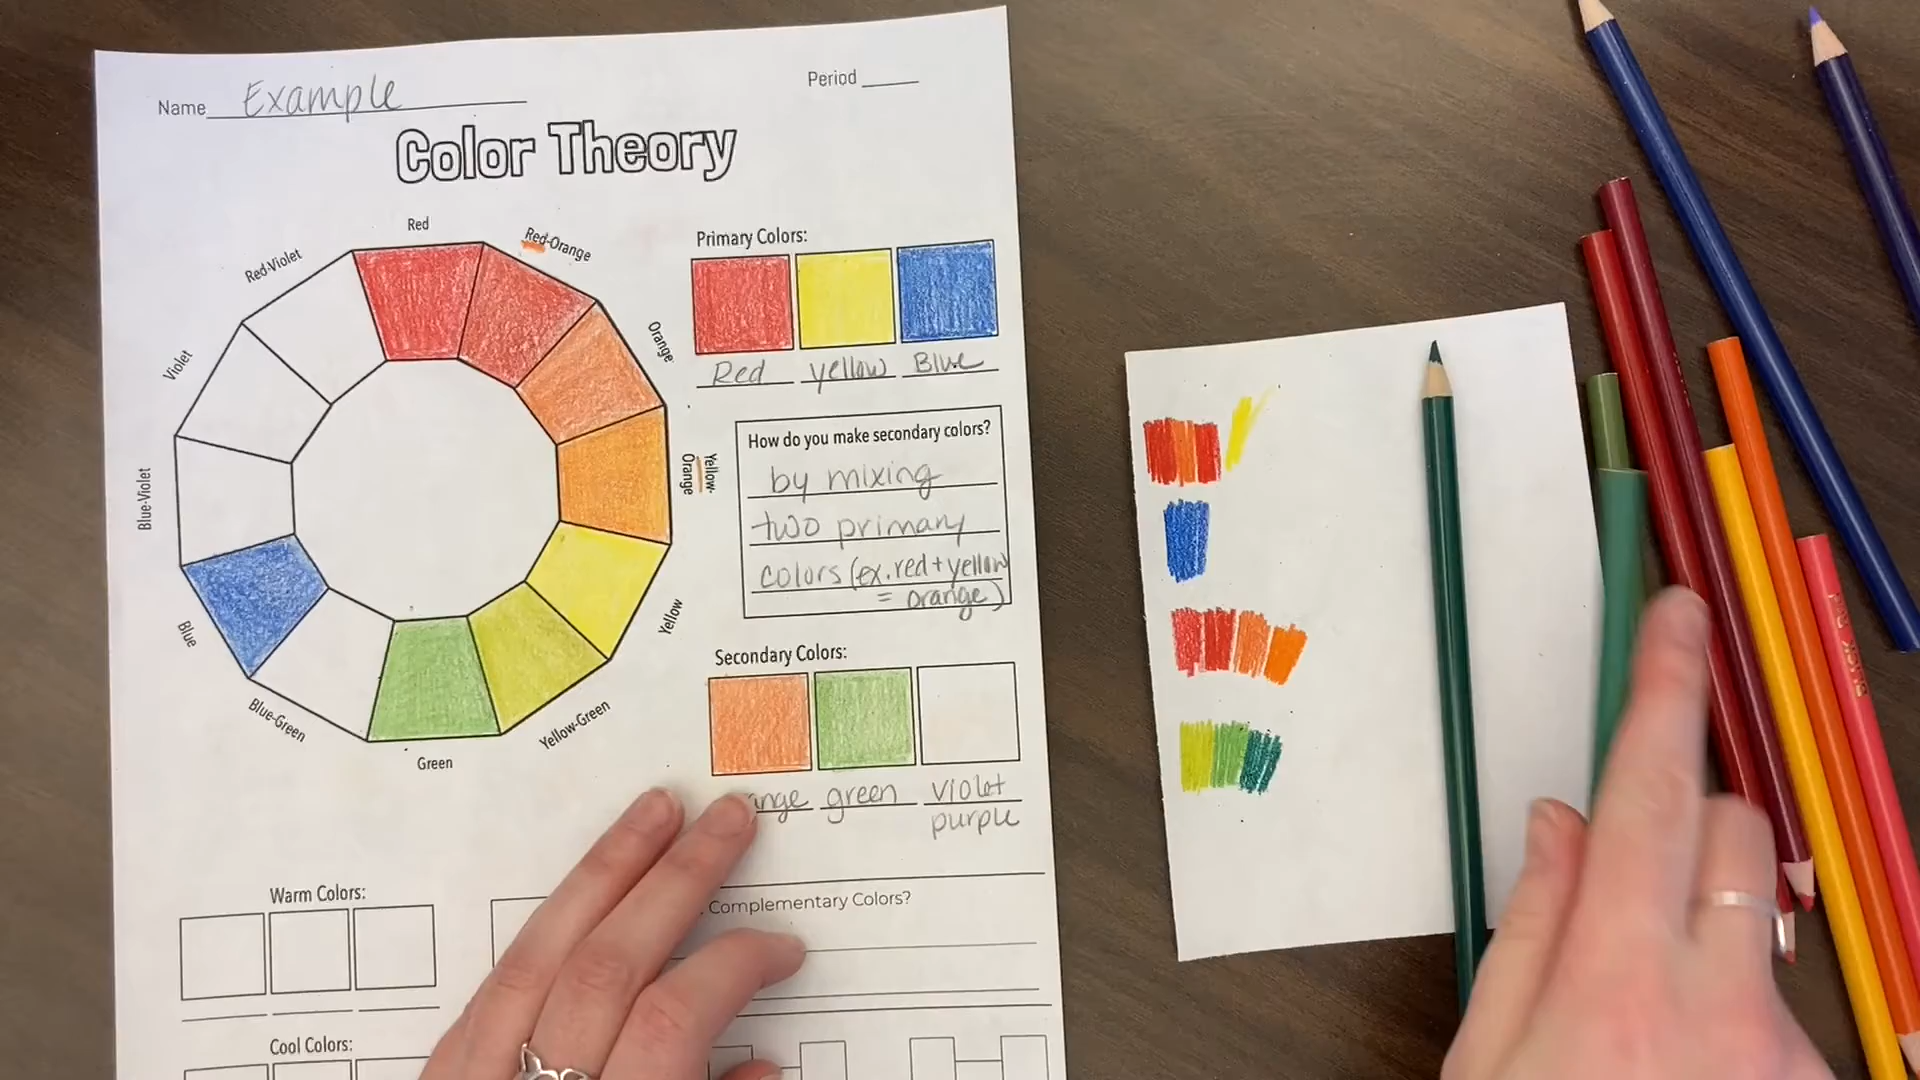 Name Example
Period
Color Theory
Red
Red-Orange
Orange
Yellow-
Orange
Yellow
Yellow-Green
Green
Blue-Green
Blue
Blue-Violet
Violet
Red-Violet
Primary Colors:
Red yellow Blue
How do you make secondary colors?
by mixing
two primary
colors (ex. red + yellow
= orange)
Secondary Colors:
green violet
purple
Warm Colors:
Complementary Colors?
Cool Colors: